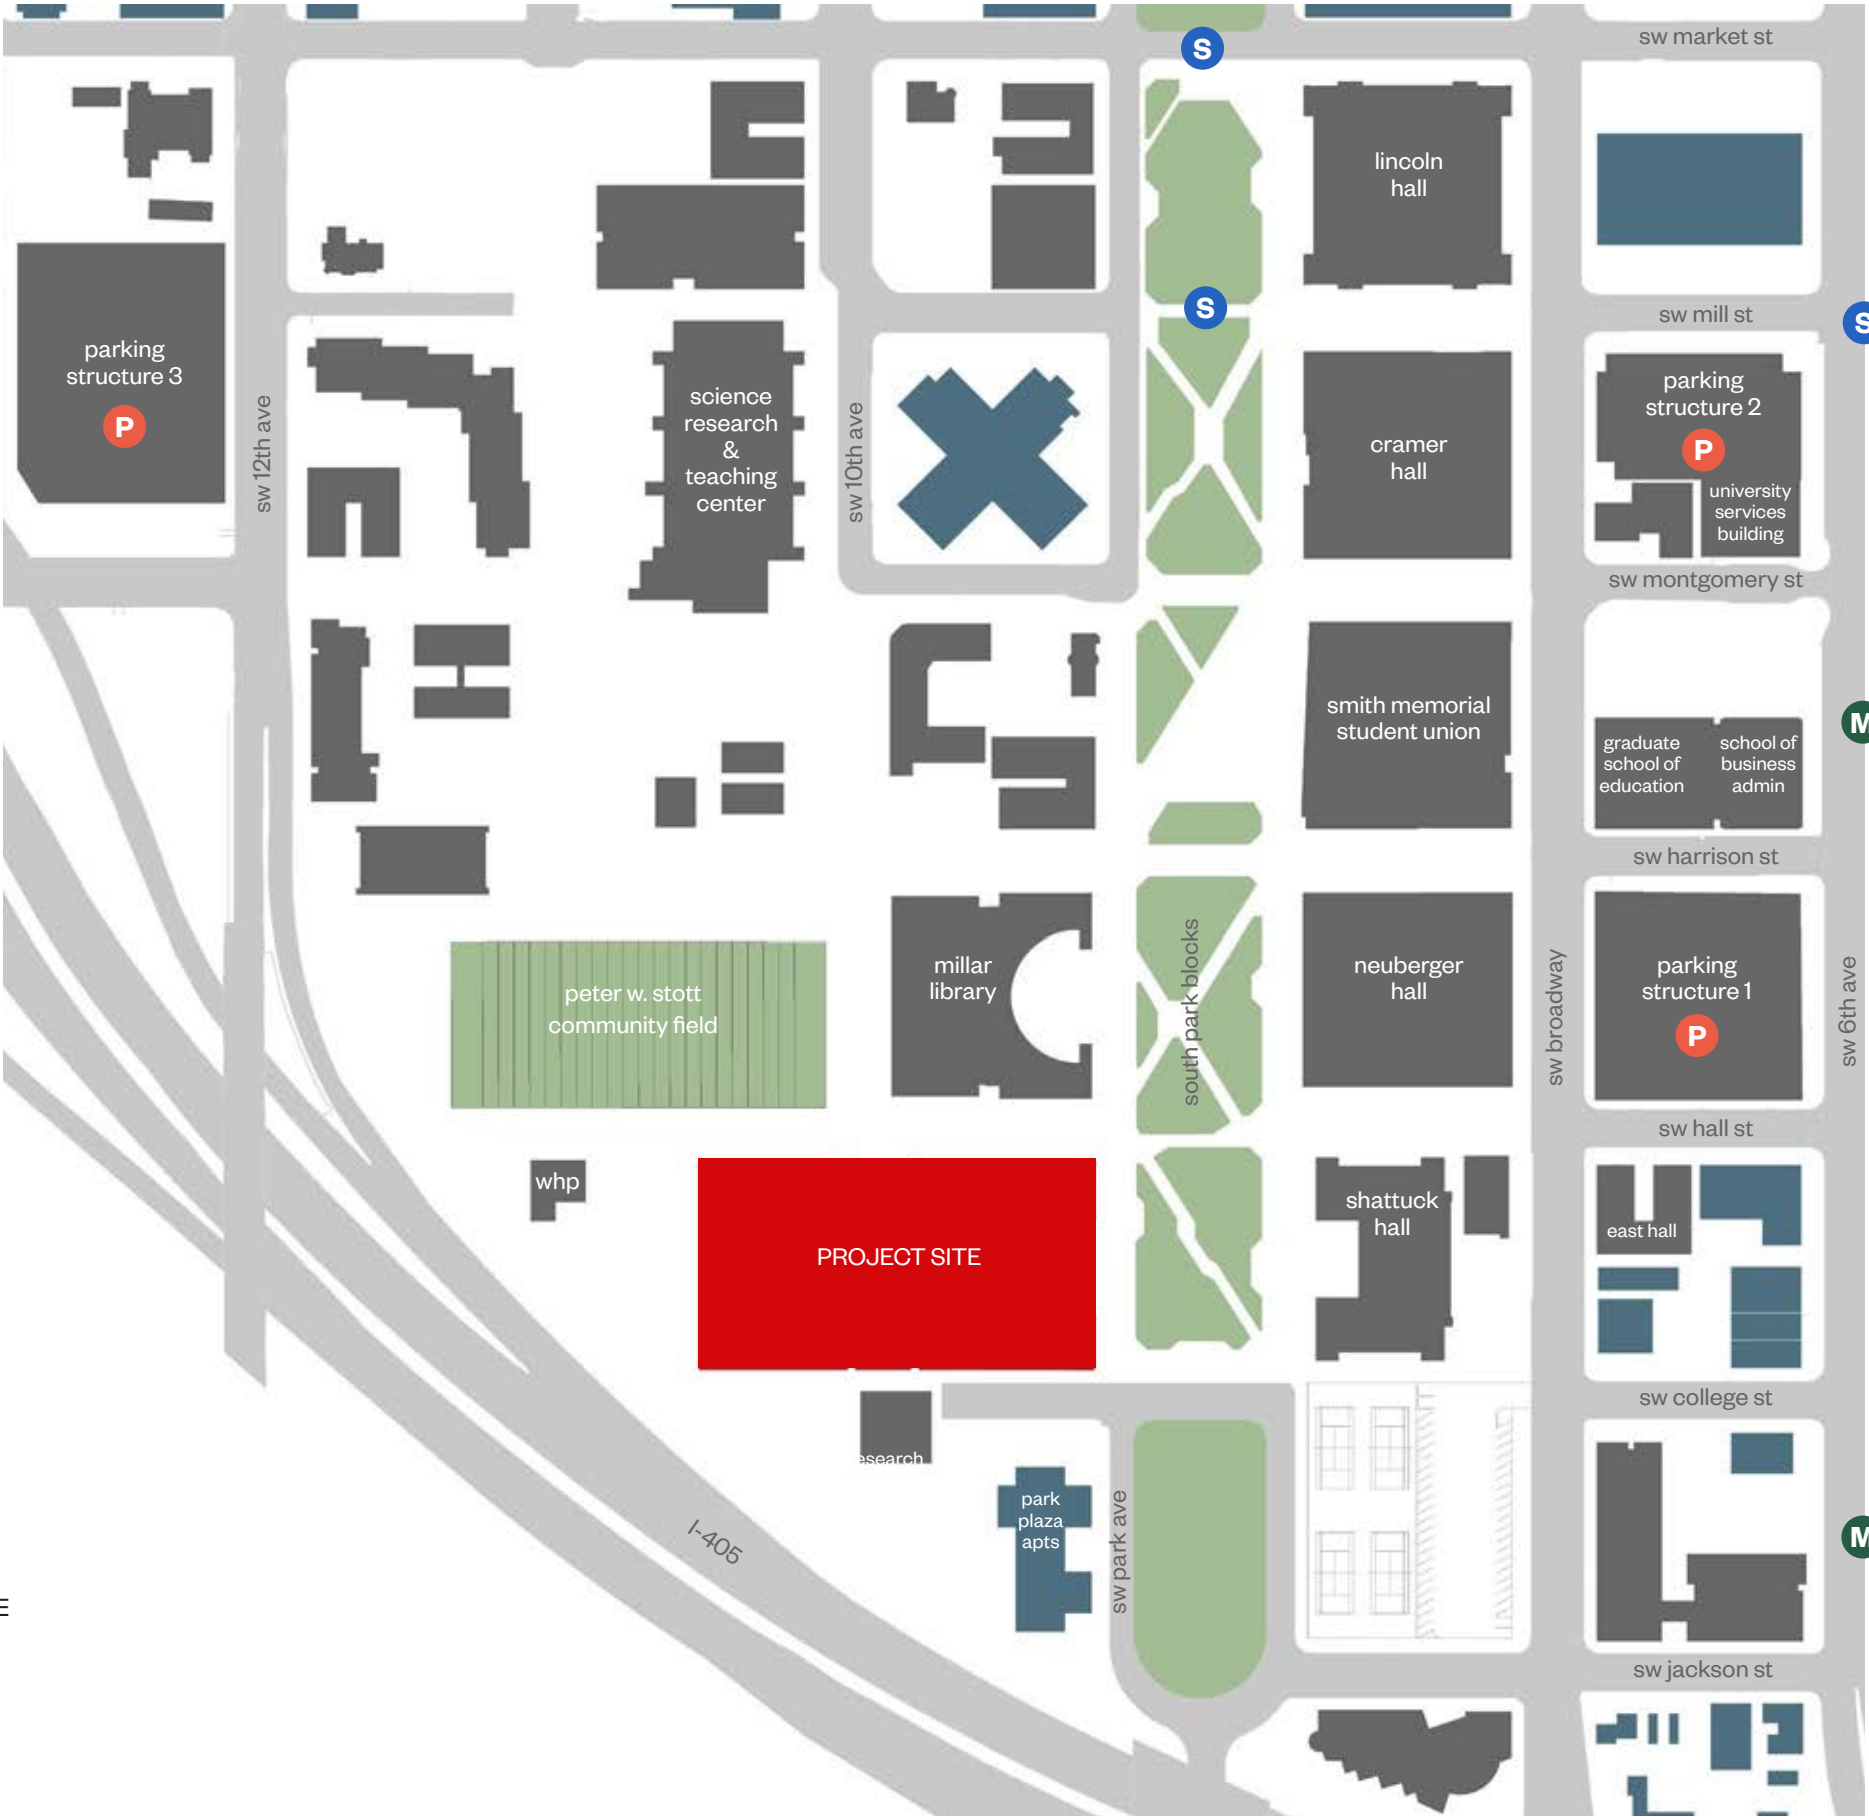 S
sw market st
lincoln
hall
S
sw mill st
S
parking
structure 3
P
sw 12th ave
science
research
&
teaching
center
sw 10th ave
cramer
hall
parking
structure 2
P
university
services
building
sw montgomery st
smith memorial
student union
graduate
school of
education
school of
business
admin
M
sw harrison st
peter w. stott
community field
millar
library
south park blocks
neuberger
hall
sw broadway
parking
structure 1
P
sw 6th ave
sw hall st
whp
PROJECT SITE
shattuck
hall
east hall
sw college st
esearch
park
plaza
apts
sw park ave
I-405
M
E
sw jackson st